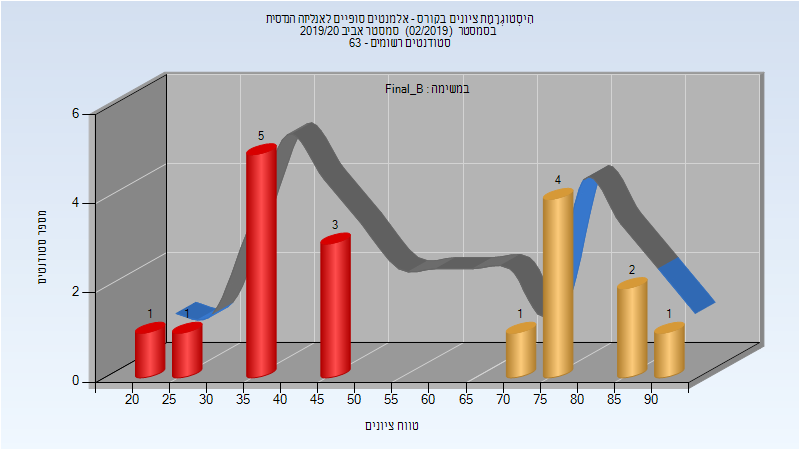 הִיסְטוֹגְרָמַת ציונים בקורס - אלמנטים סופיים לאנליזה הנדסית
בסמסטר (02/2019) סמסטר אביב 2019/20
סטודנטים רשומים - 63
במשימה : Final_B
מספר סטודנטים
6
4
2
0
1
1
5
3
1
4
2
1
20 25 30 35 40 45 50 55 60 65 70 75 80 85 90
טווח ציונים